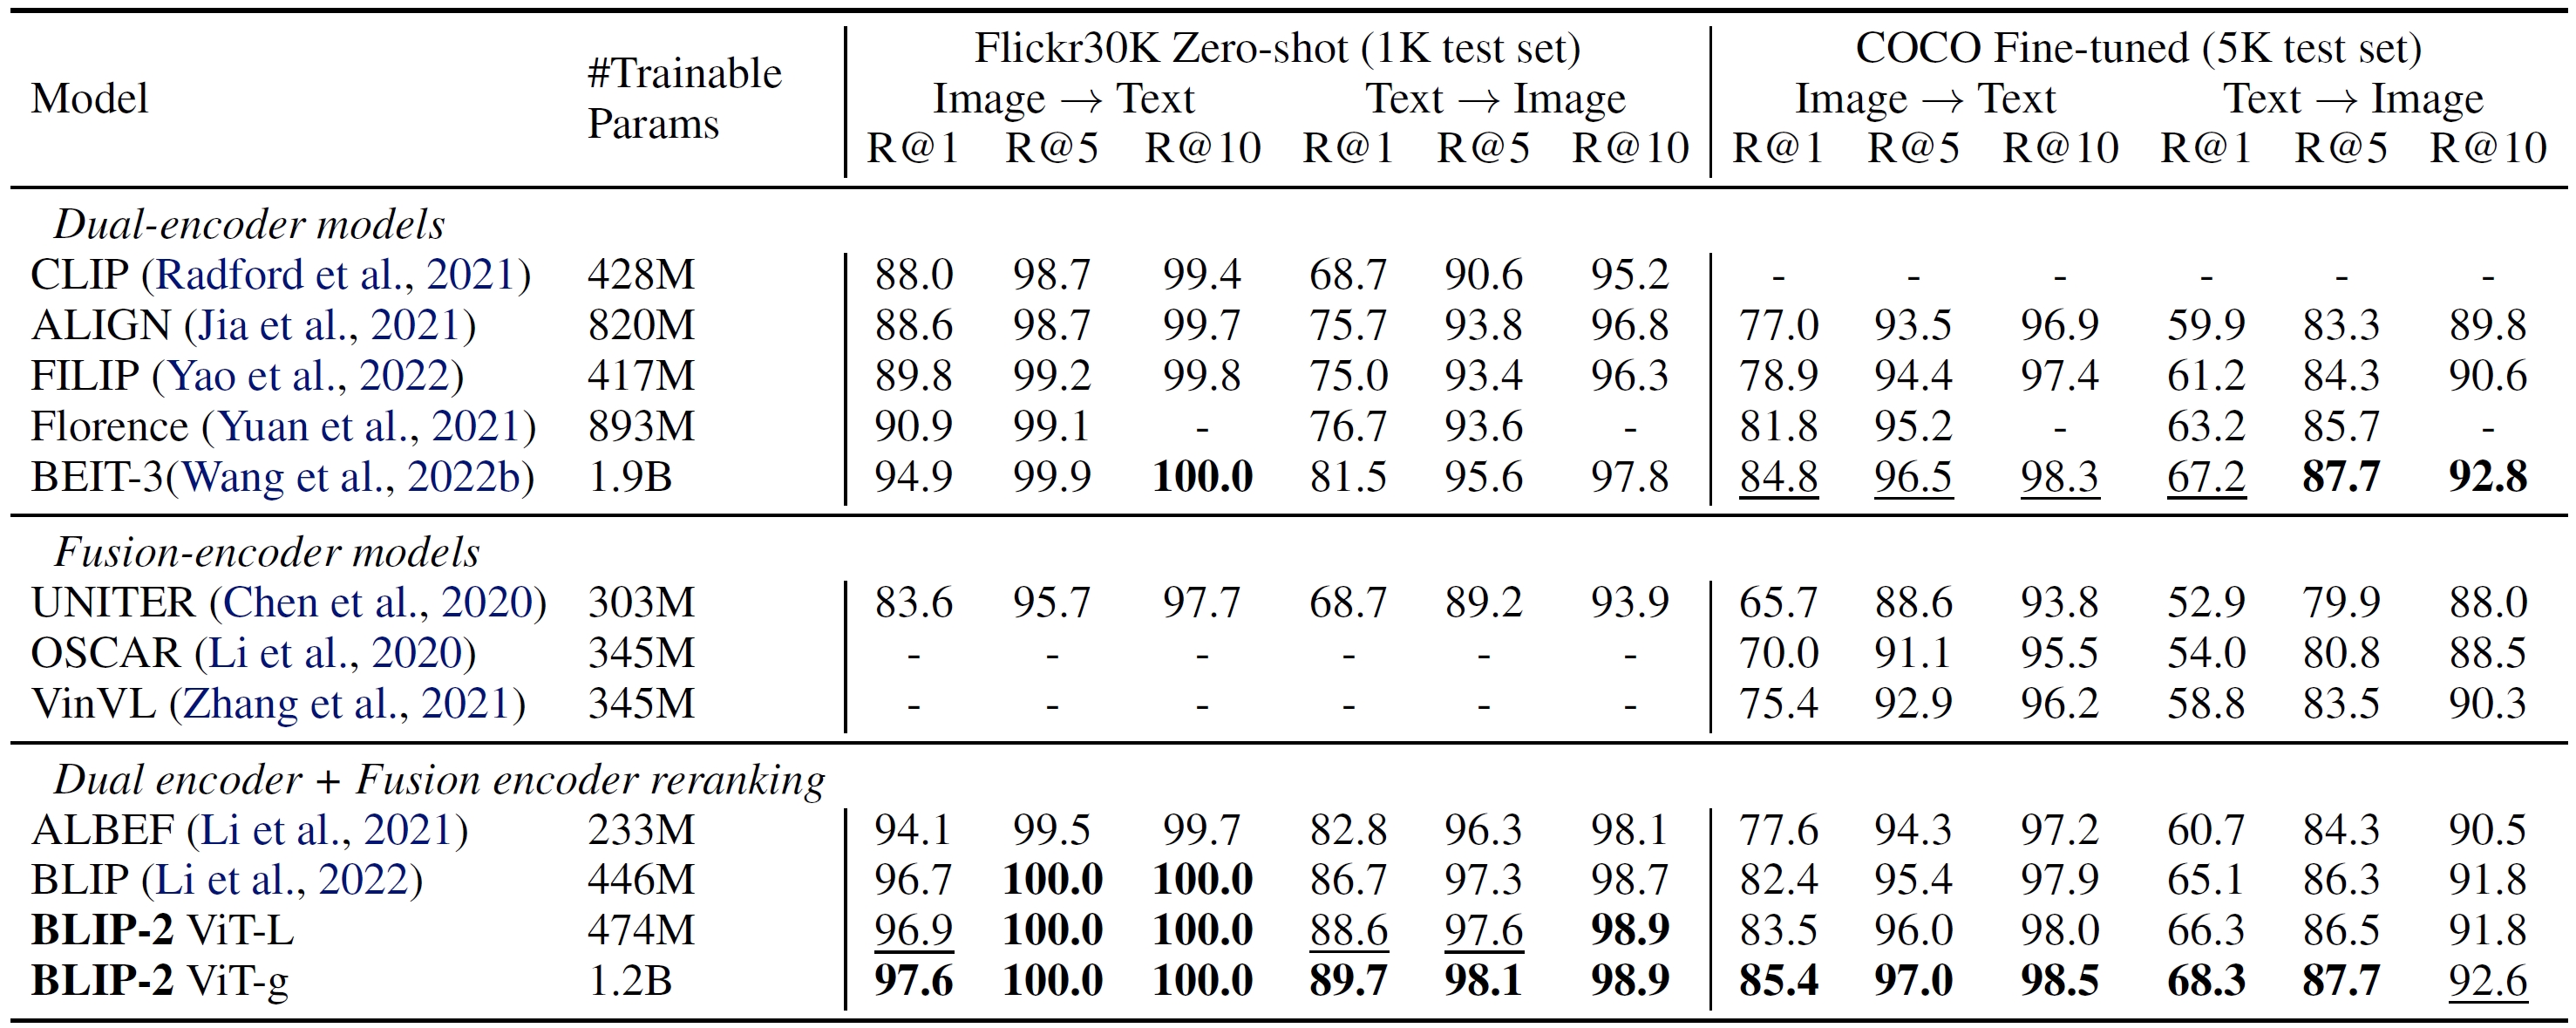 Model #Trainable Params Flickr30K Zero-shot (1K test set) COCO Fine-tuned (5K test set)
Image → Text Text → Image Image → Text Text → Image
R@1 R@5 R@10 R@1 R@5 R@10 R@1 R@5 R@10 R@1 R@5 R@10
Dual-encoder models
CLIP (Radford et al., 2021) 428M 88.0 98.7 99.4 68.7 90.6 95.2 - - - - - -
ALIGN (Jia et al., 2021) 820M 88.6 98.7 99.7 75.7 93.8 96.8 77.0 93.5 96.9 59.9 83.3 89.8
FILIP (Yao et al., 2022) 417M 89.8 99.2 99.8 75.0 93.4 96.3 78.9 94.4 97.4 61.2 84.3 90.6
Florence (Yuan et al., 2021) 893M 90.9 99.1 - 76.7 93.6 - 81.8 95.2 - 63.2 85.7 -
BEIT-3(Wang et al., 2022b) 1.9B 94.9 99.9 100.0 81.5 95.6 97.8 84.8 96.5 98.3 67.2 87.7 92.8
Fusion-encoder models
UNITER (Chen et al., 2020) 303M 83.6 95.7 97.7 68.7 89.2 93.9 65.7 88.6 93.8 52.9 79.9 88.0
OSCAR (Li et al., 2020) 345M - - - - - - 70.0 91.1 95.5 54.0 80.8 88.5
VinVL (Zhang et al., 2021) 345M - - - - - - 75.4 92.9 96.2 58.8 83.5 90.3
Dual encoder + Fusion encoder reranking
ALBEF (Li et al., 2021) 233M 94.1 99.5 99.7 82.8 96.3 98.1 77.6 94.3 97.2 60.7 84.3 90.5
BLIP (Li et al., 2022) 446M 96.7 100.0 100.0 86.7 97.3 98.7 82.4 95.4 97.9 65.1 86.3 91.8
BLIP-2 ViT-L 474M 96.9 100.0 100.0 88.6 97.6 98.9 83.5 96.0 98.0 66.3 86.5 91.8
BLIP-2 ViT-g 1.2B 97.6 100.0 100.0 89.7 98.1 98.9 85.4 97.0 98.5 68.3 87.7 92.6